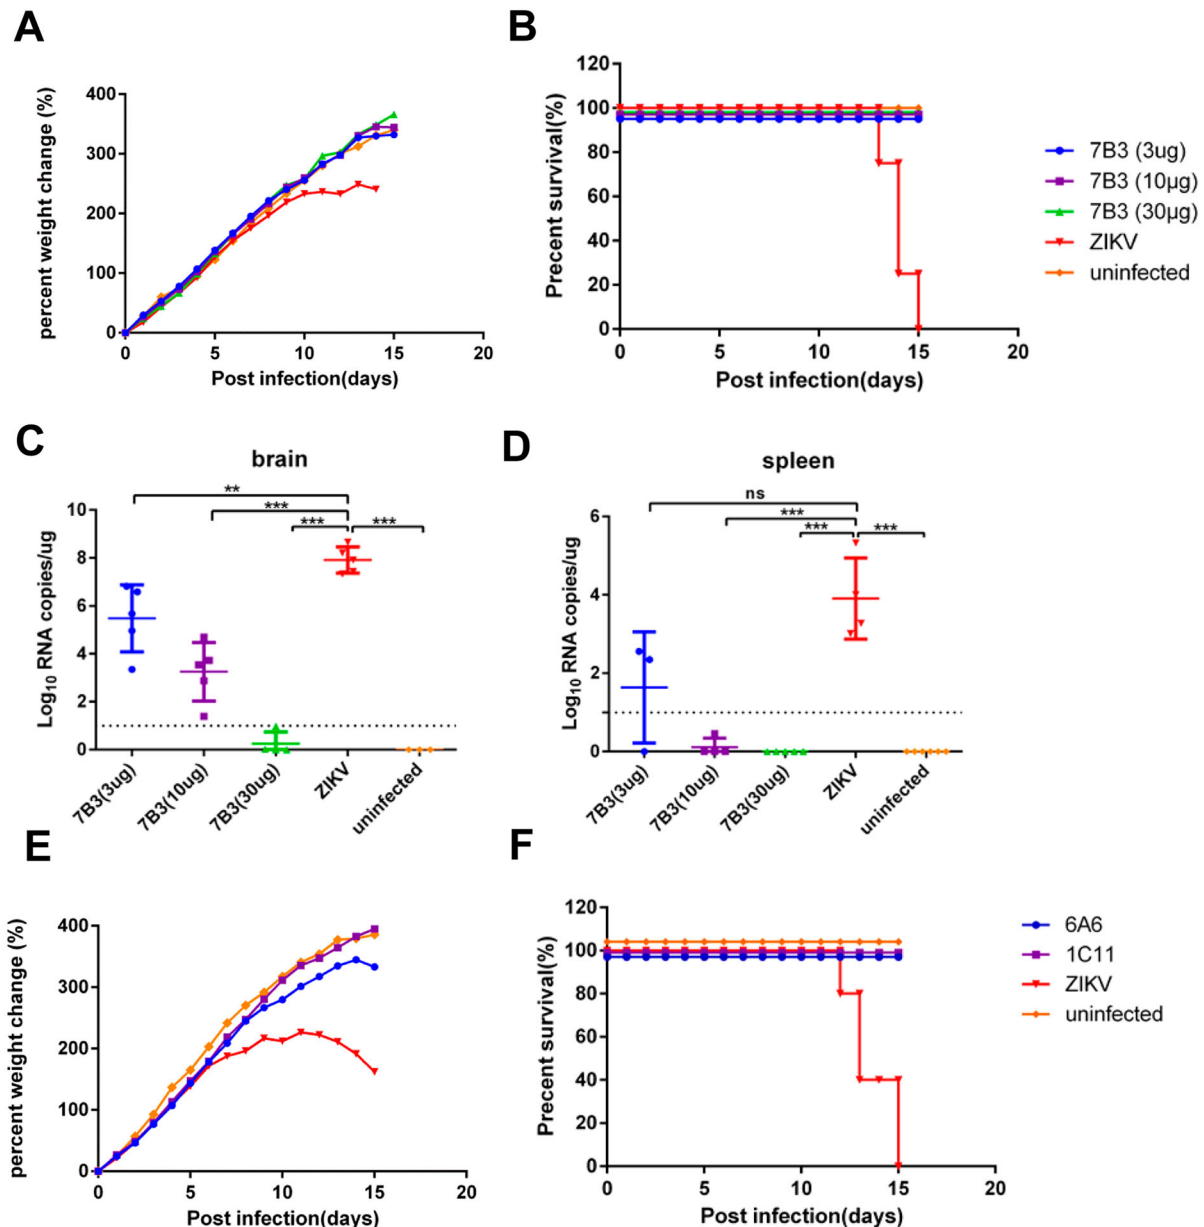 A
percent weight change (%)
400
300
200
100
0
0 5 10 15 20
Post infection(days)
B
Precent survival(%)
120
100
80
60
40
20
0
0 5 10 15 20
Post infection(days)
7B3 (3ug)
7B3 (10μg)
7B3 (30μg)
ZIKV
uninfected
C
brain
Log10 RNA copies/ug
**
***
*** ***
10
8
6
4
2
0
7B3(3ug) 7B3(10ug) 7B3(30ug) ZIKV uninfected
D
spleen
Log10 RNA copies/ug
ns
***
*** ***
6
4
2
0
7B3(3ug) 7B3(10ug) 7B3(30ug) ZIKV uninfected
E
percent weight change (%)
400
300
200
100
0
0 5 10 15 20
Post infection(days)
F
Precent survival(%)
120
100
80
60
40
20
0
0 5 10 15 20
Post infection(days)
6A6
1C11
ZIKV
uninfected